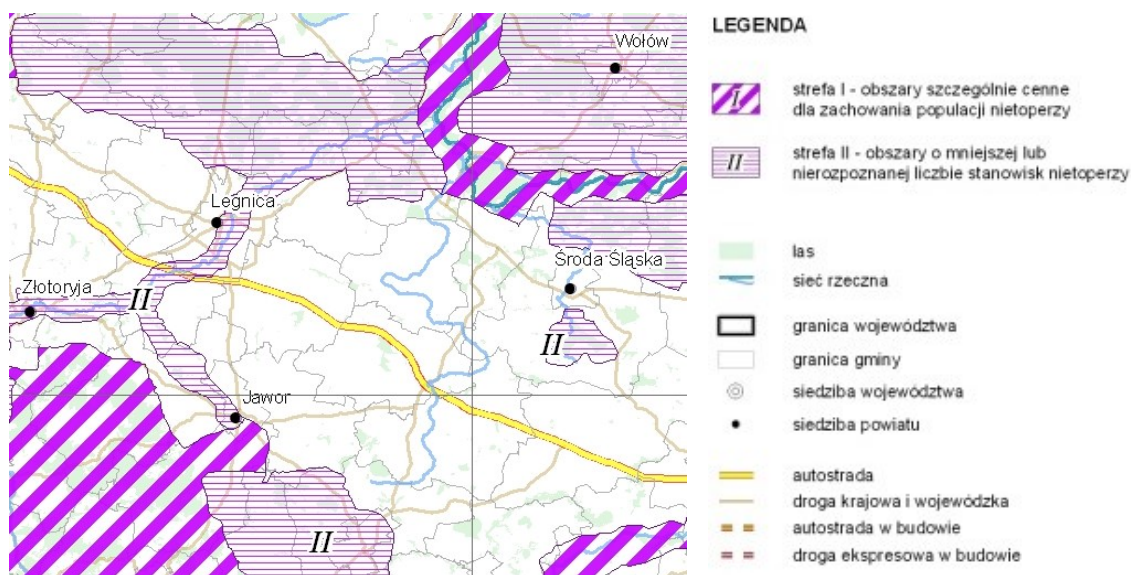 Wołów
Legnica
Środa Śląska
Złotoryja
II
II
Jawor
II
LEGENDA
I
strefa I - obszary szczególnie cenne
dla zachowania populacji nietoperzy
II
strefa II - obszary o mniejszej lub
nierozpoznanej liczbie stanowisk nietoperzy
las
sieć rzeczna
granica województwa
granica gminy
siedziba województwa
siedziba powiatu
autostrada
droga krajowa i wojewódzka
autostrada w budowie
droga ekspresowa w budowie